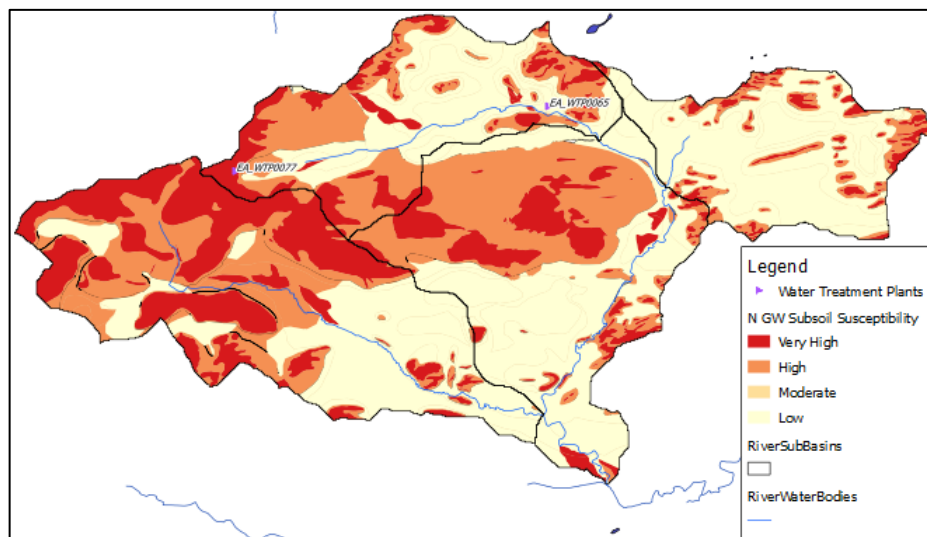 EA_WTP0065
EA_WTP0077
Legend
Water Treatment Plants
N GW Subsoil Susceptibility
Very High
High
Moderate
Low
RiverSubBasins
RiverWaterBodies